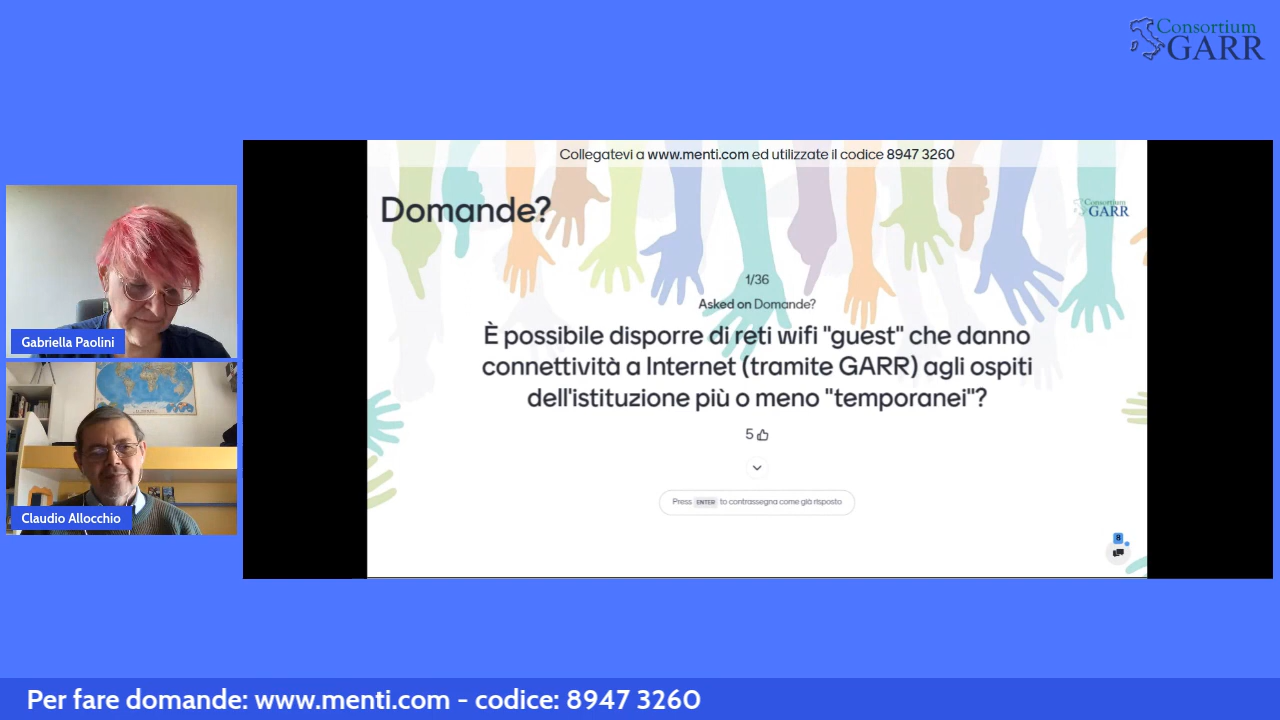 Consortium
GARR
Collegatevi a www.menti.com ed utilizzate il codice 8947 3260
Domande?
Consortium
GARR
1/36
Asked on Domande?
È possibile disporre di reti wifi "guest" che danno
connettività a Internet (tramite GARR) agli ospiti
dell'istituzione più o meno "temporanei"?
5
Press ENTER to contrassegna come già risposto
8
Gabriella Paolini
Claudio Allocchio
Per fare domande: www.menti.com - codice: 8947 3260